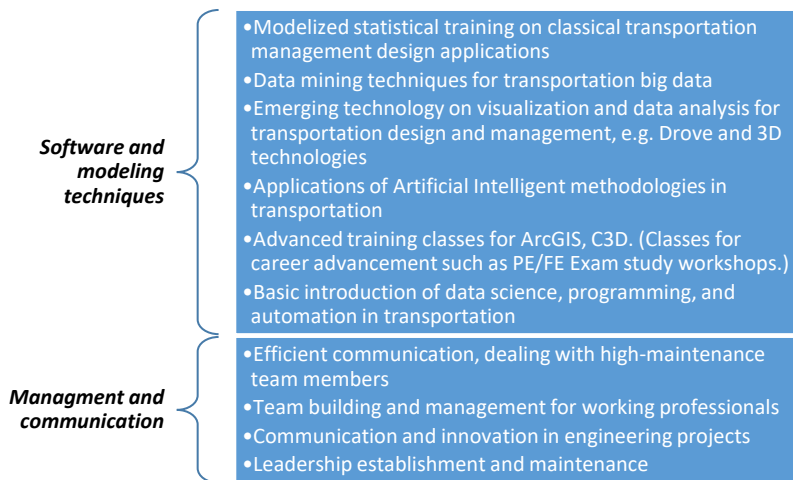 Software and
modeling
techniques
•Modelized statistical training on classical transportation
management design applications
•Data mining techniques for transportation big data
•Emerging technology on visualization and data analysis for
transportation design and management, e.g. Drove and 3D
technologies
•Applications of Artificial Intelligent methodologies in
transportation
•Advanced training classes for ArcGIS, C3D. (Classes for
career advancement such as PE/FE Exam study workshops.)
•Basic introduction of data science, programming, and
automation in transportation
Managment and
communication
•Efficient communication, dealing with high-maintenance
team members
•Team building and management for working professionals
•Communication and innovation in engineering projects
•Leadership establishment and maintenance